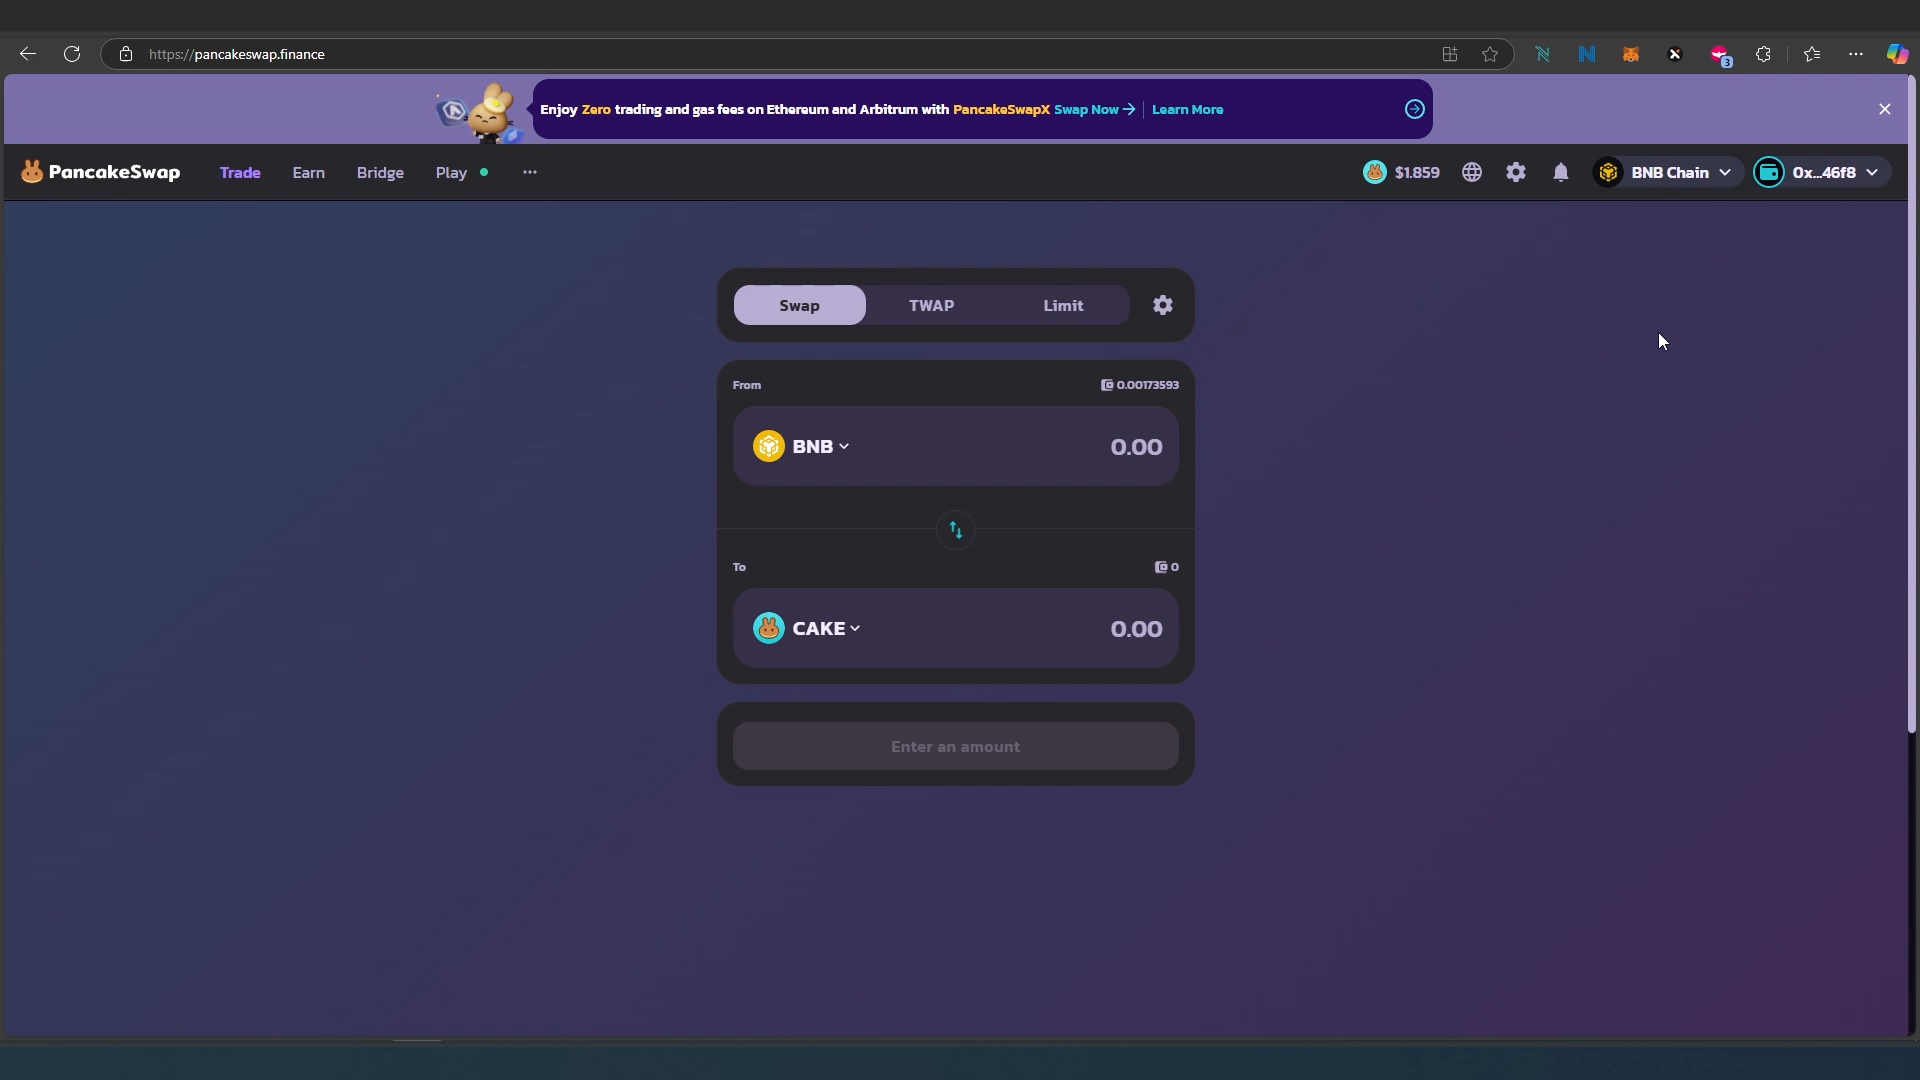 https://pancakeswap.finance
3
Enjoy Zero trading and gas fees on Ethereum and Arbitrum with PancakeSwapX Swap Now → | Learn More
PancakeSwap Trade Earn Bridge Play $1.859 BNB Chain 0x...46f8
Swap TWAP Limit
From 0.00173593
BNB 0.00
To 0
CAKE 0.00
Enter an amount